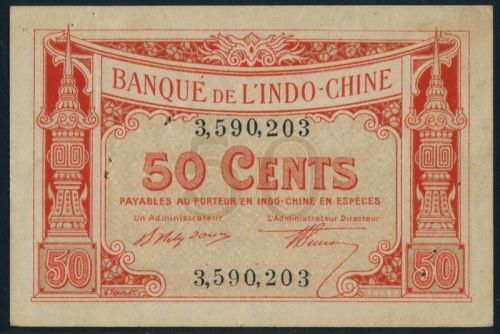 BANQUE DE L'INDO-CHINE
3,590,203
50 CENTS
PAYABLES AU PORTEUR EN INDO-CHINE EN ESPÈCES
Un Administrateur
L'Administrateur Directeur
3,590,203
50
50